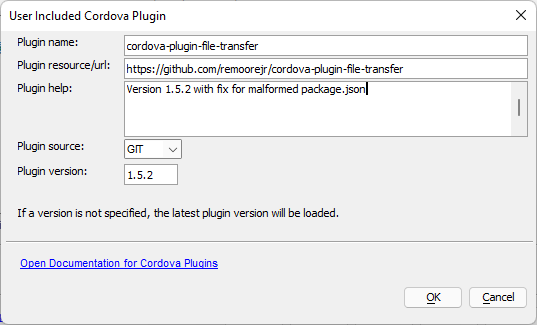 User Included Cordova Plugin
Plugin name: cordova-plugin-file-transfer
Plugin resource/url: https://github.com/remoorejr/cordova-plugin-file-transfer
Plugin help: Version 1.5.2 with fix for malformed package.json
Plugin source: GIT
Plugin version: 1.5.2
If a version is not specified, the latest plugin version will be loaded.
Open Documentation for Cordova Plugins
OK Cancel